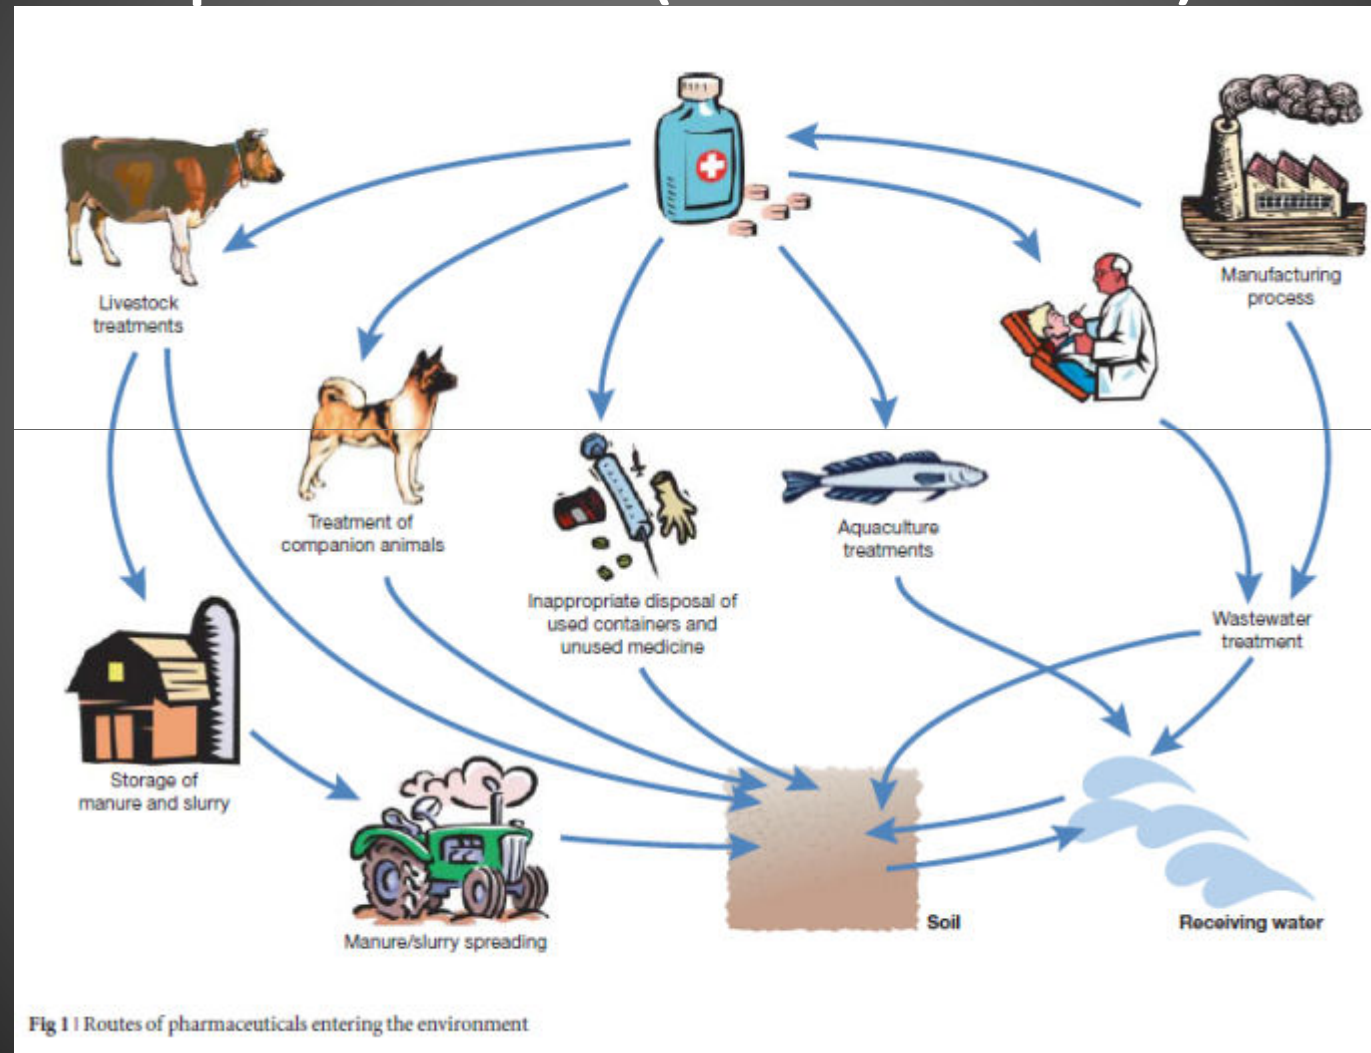 Livestock
treatments
Manufacturing
process
Treatment of
companion animals
Inappropriate disposal of
used containers and
unused medicine
Aquaculture
treatments
Wastewater
treatment
Storage of
manure and slurry
Manure/slurry spreading
Soil
Receiving water
Fig 1 | Routes of pharmaceuticals entering the environment